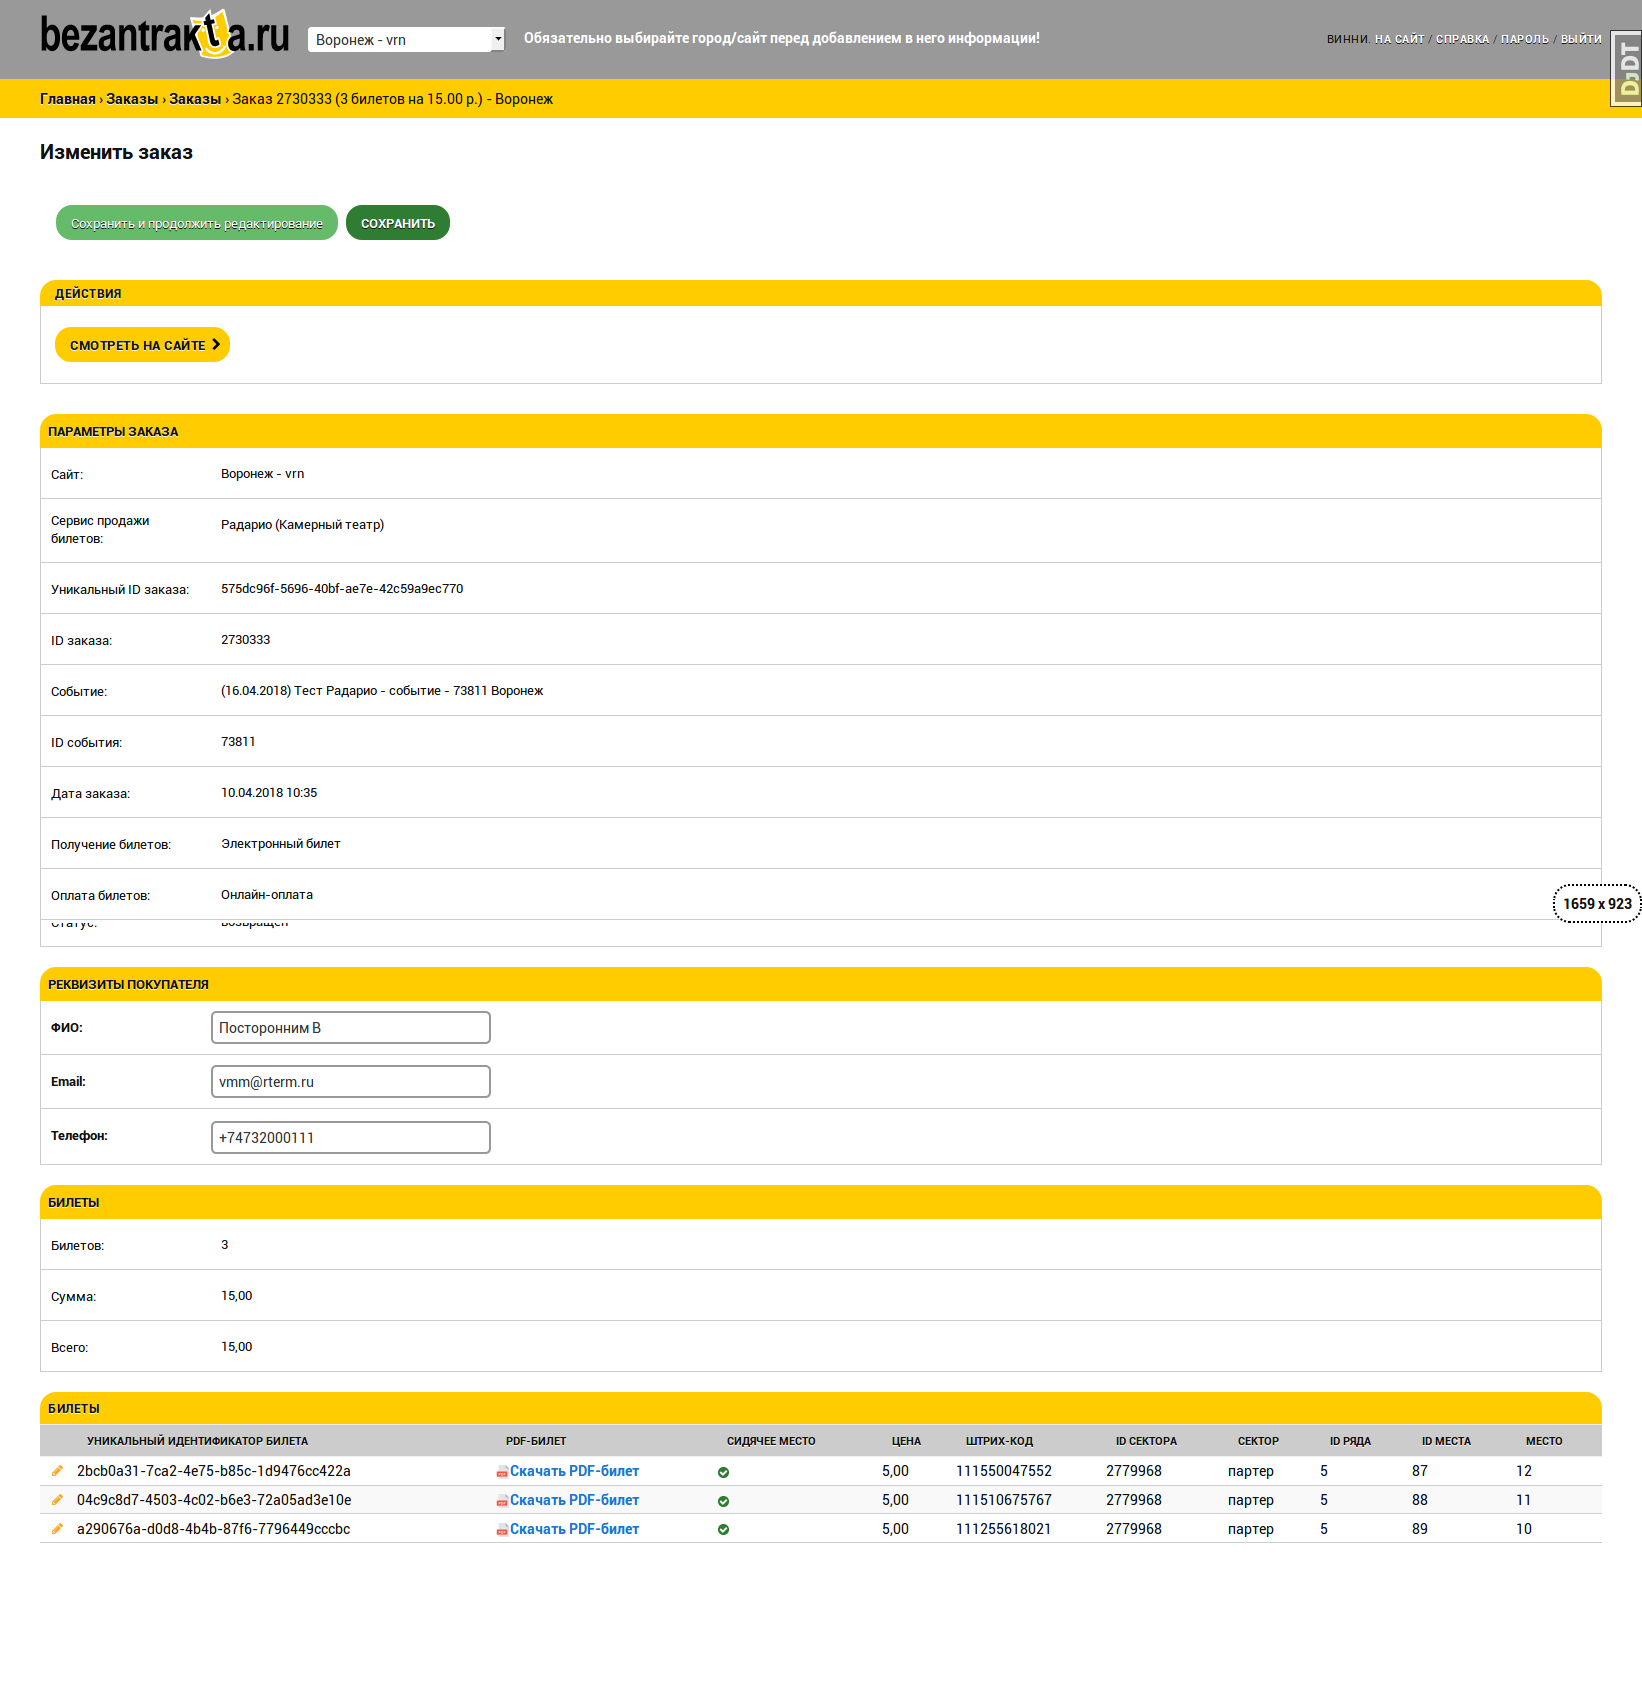 bezantrakta.ru
Воронеж - vrn
Обязательно выбирайте город/сайт перед добавлением в него информации!
ВИННИ. НА САЙТ / СПРАВКА / ПАРОЛЬ / ВЫЙТИ
DjDT
Главная › Заказы › Заказы › Заказ 2730333 (3 билетов на 15.00 р.) - Воронеж
Изменить заказ
Сохранить и продолжить редактирование
СОХРАНИТЬ
ДЕЙСТВИЯ
СМОТРЕТЬ НА САЙТЕ
ПАРАМЕТРЫ ЗАКАЗА
Сайт: Воронеж - vrn
Сервис продажи
билетов: Радарио (Камерный театр)
Уникальный ID заказа: 575dc96f-5696-40bf-ae7e-42c59a9ec770
ID заказа: 2730333
Событие: (16.04.2018) Тест Радарио - событие - 73811 Воронеж
ID события: 73811
Дата заказа: 10.04.2018 10:35
Получение билетов: Электронный билет
Оплата билетов: Онлайн-оплата
1659 x 923
Статус: возвращён
РЕКВИЗИТЫ ПОКУПАТЕЛЯ
ФИО: Посторонним В
Email: vmm@rterm.ru
Телефон: +74732000111
БИЛЕТЫ
Билетов: 3
Сумма: 15,00
Всего: 15,00
БИЛЕТЫ
УНИКАЛЬНЫЙ ИДЕНТИФИКАТОР БИЛЕТА PDF-БИЛЕТ СИДЯЧЕЕ МЕСТО ЦЕНА ШТРИХ-КОД ID СЕКТОРА СЕКТОР ID РЯДА ID МЕСТА МЕСТО
2bcb0a31-7ca2-4e75-b85c-1d9476cc422a Скачать PDF-билет 5,00 111550047552 2779968 партер 5 87 12
04c9c8d7-4503-4c02-b6e3-72a05ad3e10e Скачать PDF-билет 5,00 111510675767 2779968 партер 5 88 11
a290676a-d0d8-4b4b-87f6-7796449cccbc Скачать PDF-билет 5,00 111255618021 2779968 партер 5 89 10